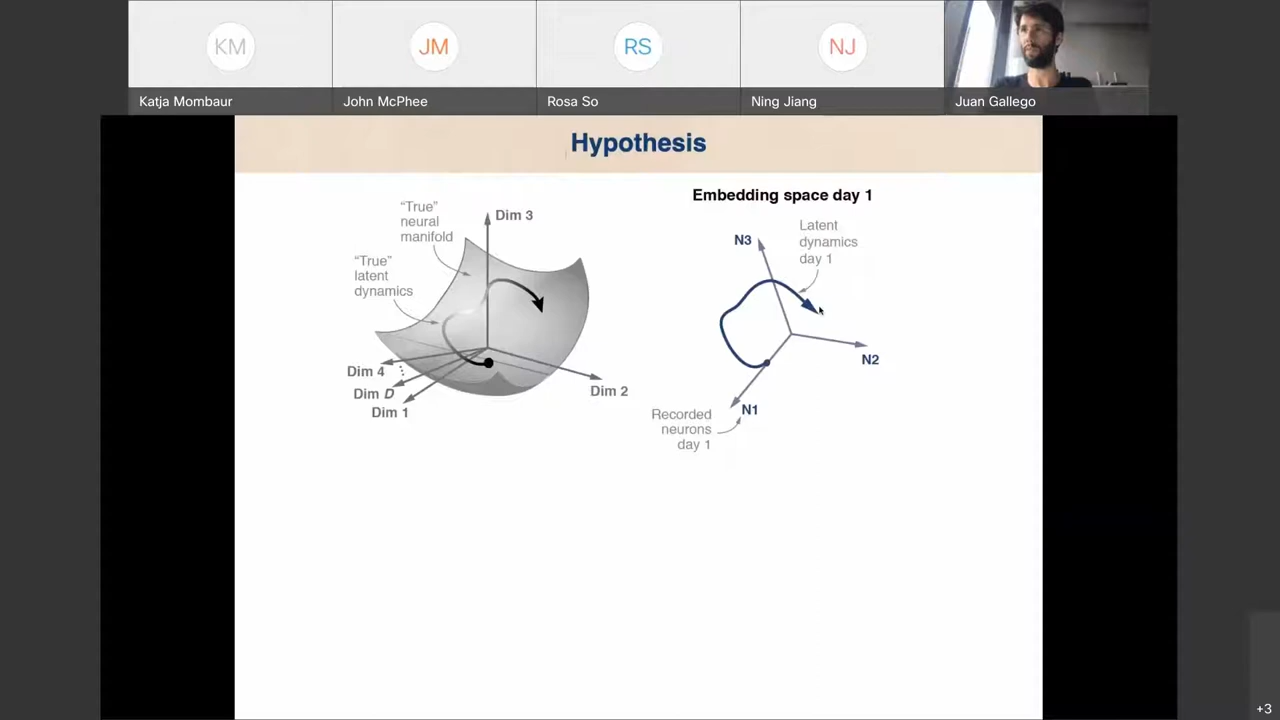 KM
JM
RS
NJ
Katja Mombaur
John McPhee
Rosa So
Ning Jiang
Juan Gallego
Hypothesis
“True”
neural
manifold
Dim 3
“True”
latent
dynamics
Dim 4
Dim D
Dim 1
Dim 2
Embedding space day 1
Latent
dynamics
day 1
N3
N2
N1
Recorded
neurons
day 1
+3